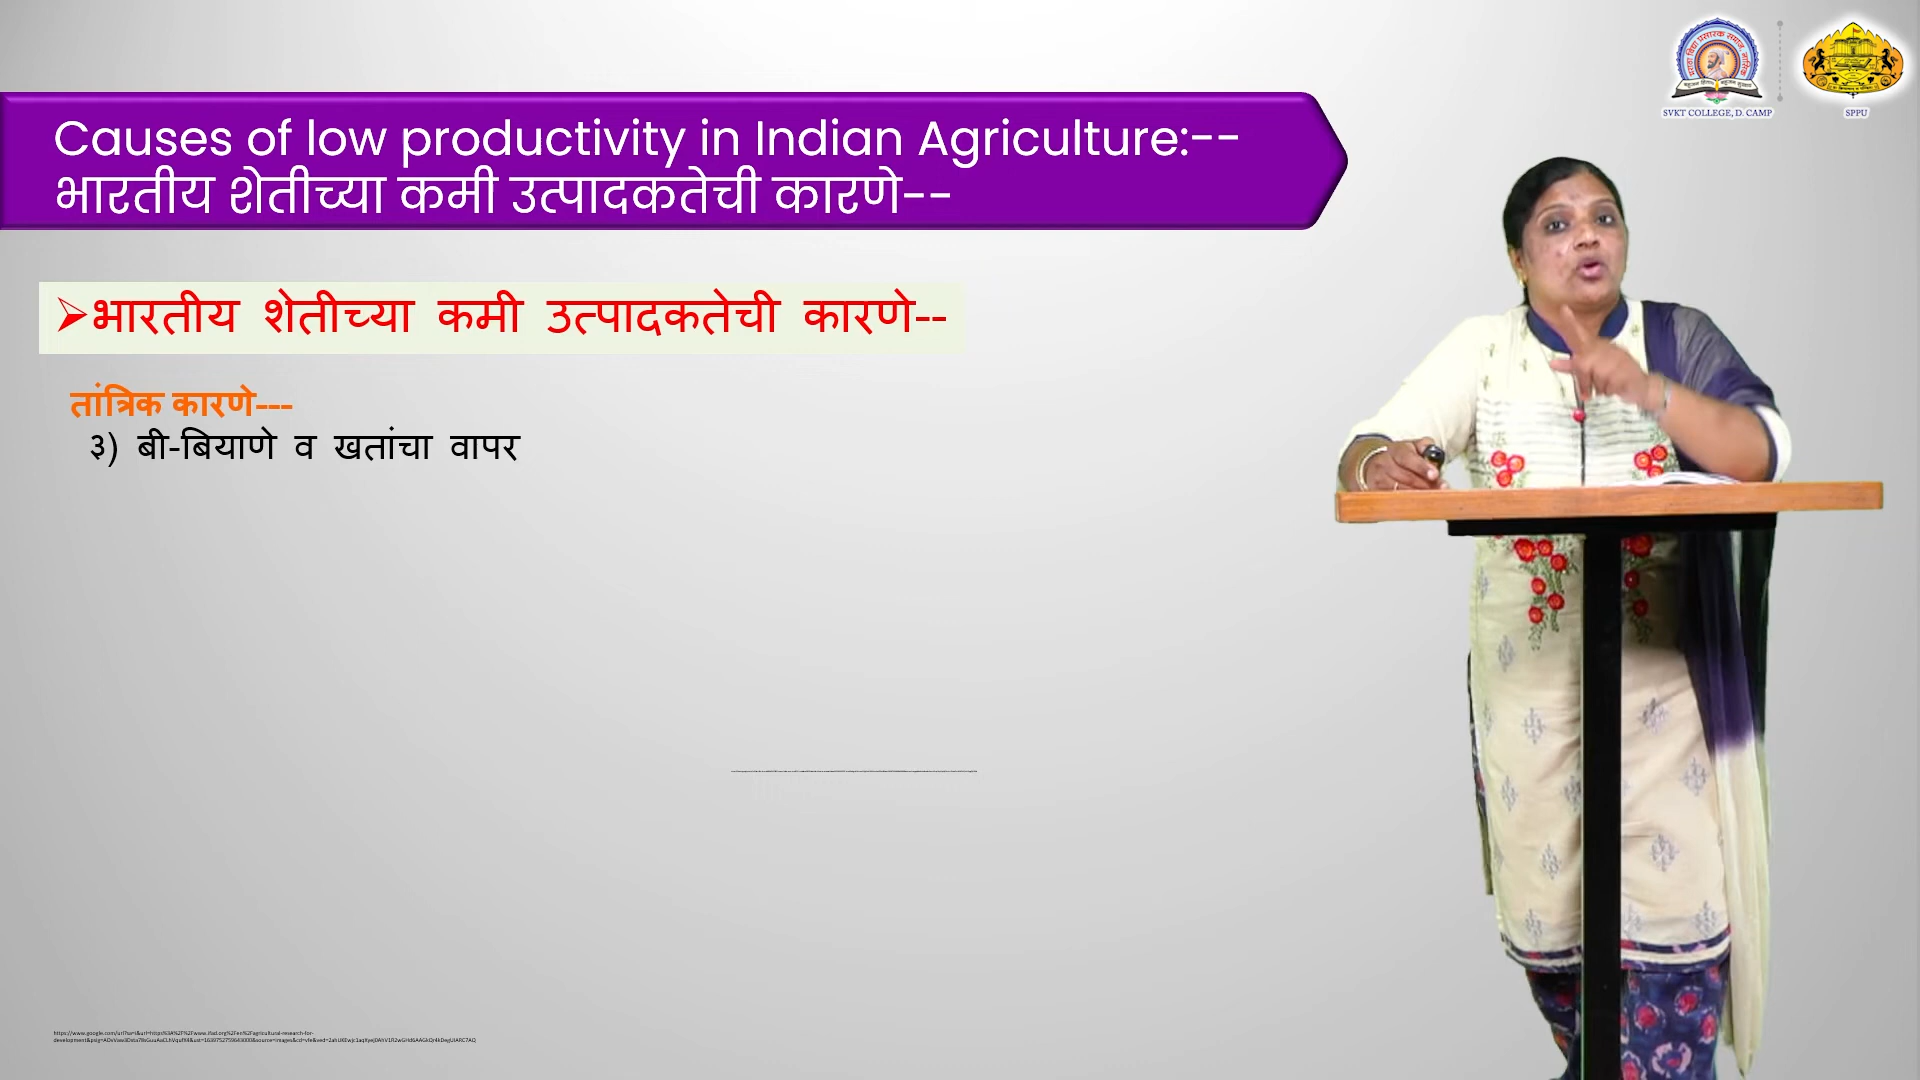 Causes of low productivity in Indian Agriculture:--
भारतीय शेतीच्या कमी उत्पादकतेची कारणे--
SVKT COLLEGE, D. CAMP
SPPU
➢भारतीय शेतीच्या कमी उत्पादकतेची कारणे--
तांत्रिक कारणे---
३) बी-बियाणे व खतांचा वापर